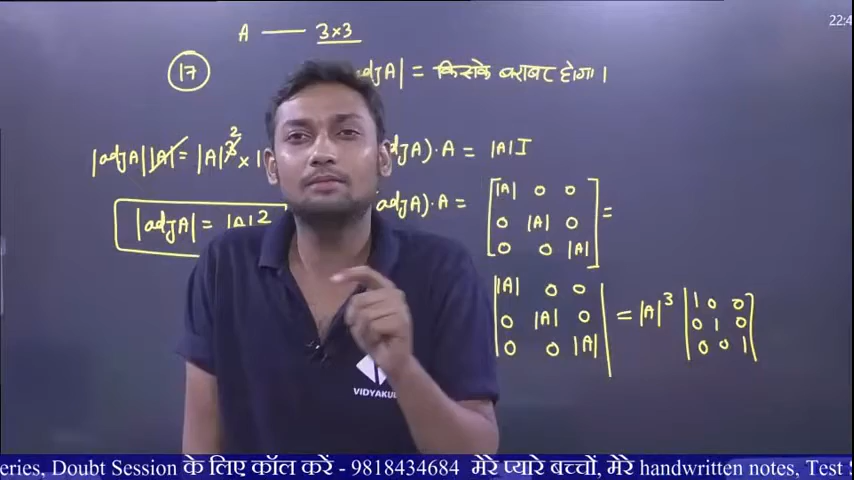 22:4
A — 3×3
17
adjA| = किसके बराबर होगा।
|adjA||A| = |A|³ 2 × 1
adjA)·A = |A|I
|adjA| = |A|²
adjA)·A = [|A| 0 0
0 |A| 0
0 0 |A|] =
|A| 0 0
0 |A| 0
0 0 |A|| = |A|³ |1 0 0
0 1 0
0 0 1|
VIDYAKUL
eries, Doubt Session के लिए कॉल करें - 9818434684 मेरे प्यारे बच्चों, मैरे handwritten notes, Test S